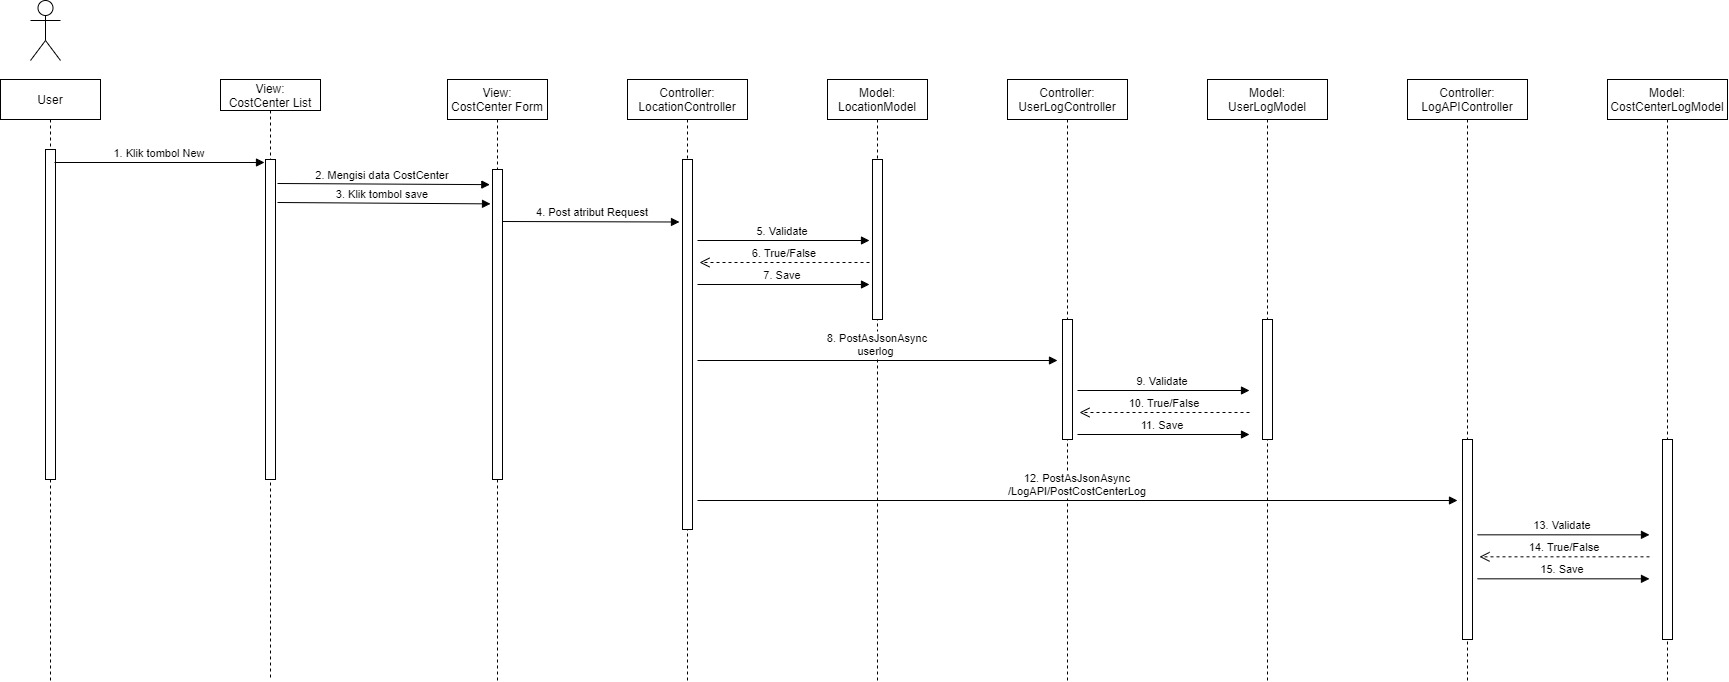 User
View:
CostCenter List
View:
CostCenter Form
Controller:
LocationController
Model:
LocationModel
Controller:
UserLogController
Model:
UserLogModel
Controller:
LogAPIController
Model:
CostCenterLogModel
1. Klik tombol New
2. Mengisi data CostCenter
3. Klik tombol save
4. Post atribut Request
5. Validate
6. True/False
7. Save
8. PostAsJsonAsync
userlog
9. Validate
10. True/False
11. Save
12. PostAsJsonAsync
/LogAPI/PostCostCenterLog
13. Validate
14. True/False
15. Save